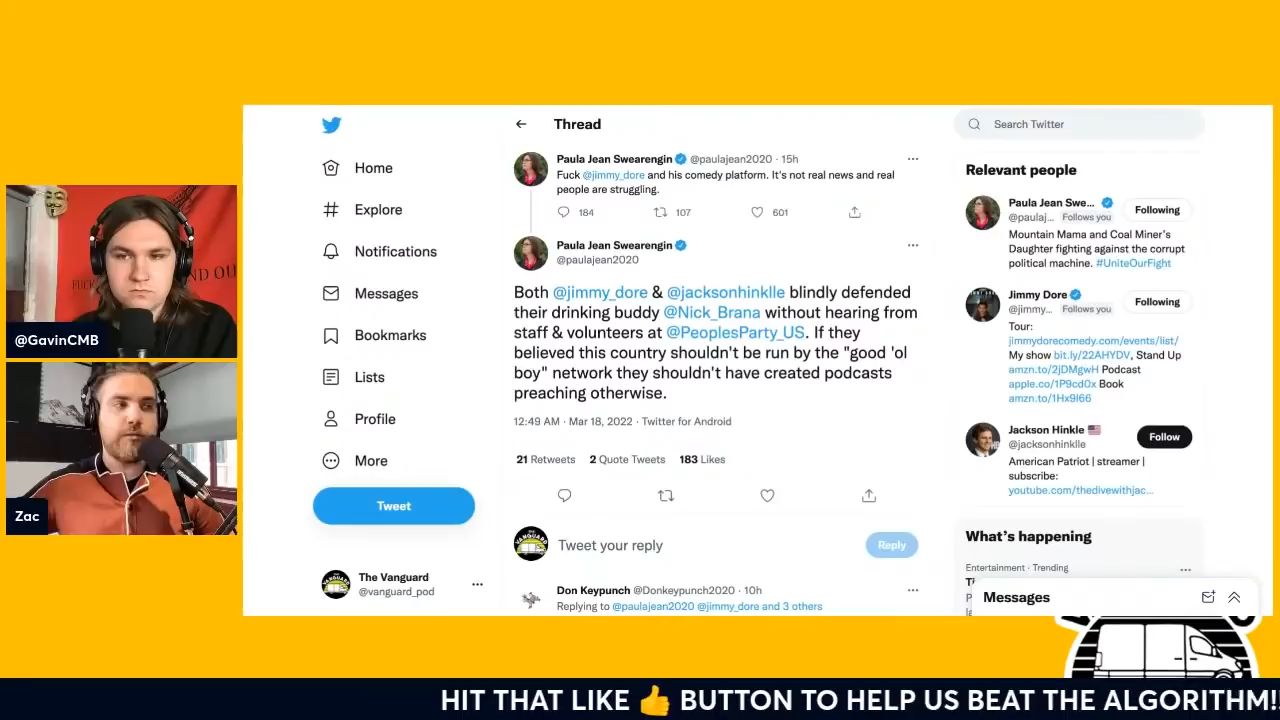 Thread
Paula Jean Swearengin @paulajean2020 · 15h
Fuck @jimmy_dore and his comedy platform. It's not real news and real
people are struggling.
184 107 601
Paula Jean Swearengin
@paulajean2020
Both @jimmy_dore & @jacksonhinklle blindly defended
their drinking buddy @Nick_Brana without hearing from
staff & volunteers at @PeoplesParty_US. If they
believed this country shouldn't be run by the "good 'ol
boy" network they shouldn't have created podcasts
preaching otherwise.
12:49 AM · Mar 18, 2022 · Twitter for Android
21 Retweets 2 Quote Tweets 183 Likes
Tweet your reply
Reply
Don Keypunch @Donkeypunch2020 · 10h
Replying to @paulajean2020 @jimmy_dore and 3 others
Home
Explore
Notifications
Messages
Bookmarks
Lists
Profile
More
Tweet
The Vanguard
@vanguard_pod
Search Twitter
Relevant people
Paula Jean Swe...
@paulaj... Follows you
Following
Mountain Mama and Coal Miner's
Daughter fighting against the corrupt
political machine. #UniteOurFight
Jimmy Dore
@jimmy... Follows you
Following
Tour:
jimmydorecomedy.com/events/list/
My show bit.ly/22AHYDV, Stand Up
amzn.to/2jDMgwH Podcast
apple.co/1P9cd0x Book
amzn.to/1Hx9I66
Jackson Hinkle
@jacksonhinklle
Follow
American Patriot | streamer |
subscribe:
youtube.com/thedivewithjac...
What's happening
Entertainment · Trending
Messages
@GavinCMB
Zac
HIT THAT LIKE 👍 BUTTON TO HELP US BEAT THE ALGORITHM!